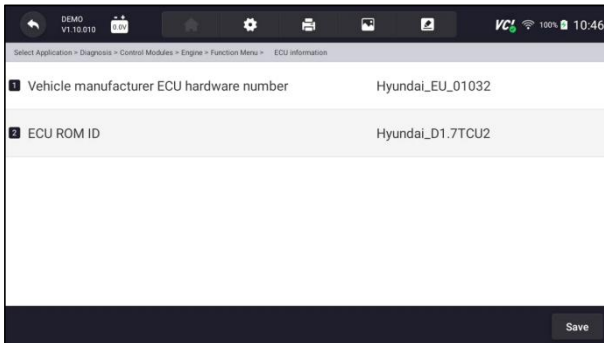 DEMO
V1.10.010
0.0V
VCI
100%
10:46
Select Application > Diagnosis > Control Modules > Engine > Function Menu > ECU information
1 Vehicle manufacturer ECU hardware number Hyundai_EU_01032
2 ECU ROM ID Hyundai_D1.7TCU2
Save